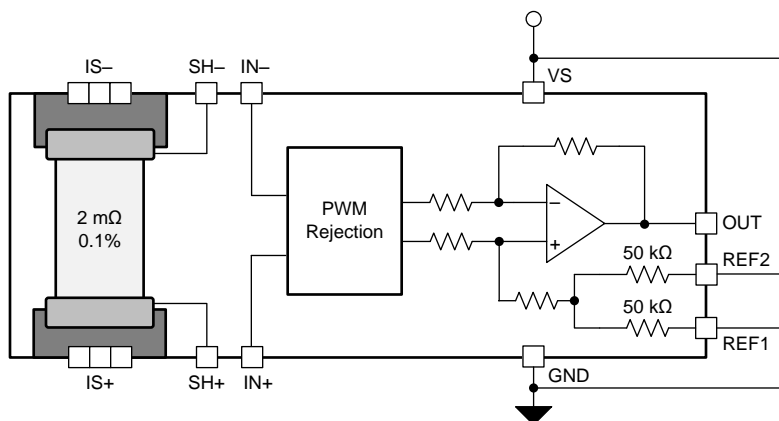 IS–
SH–
IN–
VS
2 mΩ
0.1%
PWM
Rejection
–
+
OUT
50 kΩ
REF2
50 kΩ
REF1
IS+
SH+
IN+
GND